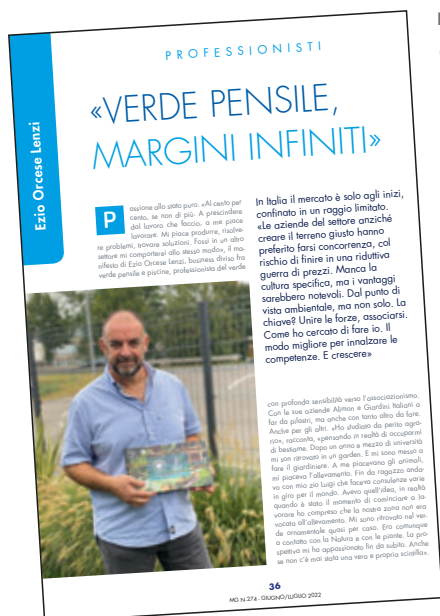 PROFESSIONISTI
Ezio Orcese Lenzi
«VERDE PENSILE,
MARGINI INFINITI»
Passione allo stato puro. «Al cento per
cento, se non di più. A prescindere
dal lavoro che faccio, a me piace
lavorare. Mi piace produrre, risolve-
re problemi, trovare soluzioni. Fossi in un altro
settore mi comporterei allo stesso modo», il ma-
nifesto di Ezio Orcese Lenzi, business diviso fra
verde pensile e piscine, professionista del verde
In Italia il mercato è solo agli inizi,
confinato in un raggio limitato.
«Le aziende del settore anziché
creare il terreno giusto hanno
preferito farsi concorrenza, col
rischio di finire in una riduttiva
guerra di prezzi. Manca la
cultura specifica, ma i vantaggi
sarebbero notevoli. Dal punto di
vista ambientale, ma non solo. La
chiave? Unire le forze, associarsi.
Come ho cercato di fare io. Il
modo migliore per innalzare le
competenze. E crescere»
con profonda sensibilità verso l'associazionismo.
Con le sue aziende Alimon e Giardini Italiani a
far da pilastri, ma anche con tanto altro da fare.
Anche per gli altri. «Ho studiato da perito agra-
rio», racconta, «pensando in realtà di occuparmi
di bestiame. Dopo un anno e mezzo di università
mi son ritrovato in un garden. E mi sono messo a
fare il giardiniere. A me piacevano gli animali,
mi piaceva l'allevamento. Fin da ragazzo anda-
vo con mio zio Luigi che faceva consulenze varie
in giro per il mondo. Avevo quell'idea, in realtà
quando è stato il momento di cominciare a la-
vorare ho compreso che la nostra zona non era
vocata all'allevamento. Mi sono ritrovato nel ver-
de ornamentale quasi per caso. Ero comunque
a contatto con la Natura e con le piante. La pro-
spettiva mi ha appassionato fin da subito. Anche
se non c'è mai stata una vera e propria scintilla».
36
MG N.274 - GIUGNO/LUGLIO 2022